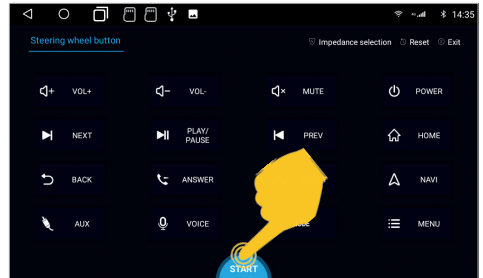 14:35
Steering wheel button
Impedance selection Reset Exit
VOL+ VOL- MUTE POWER
NEXT PLAY/
PAUSE PREV HOME
BACK ANSWER NAVI
AUX VOICE MENU
START